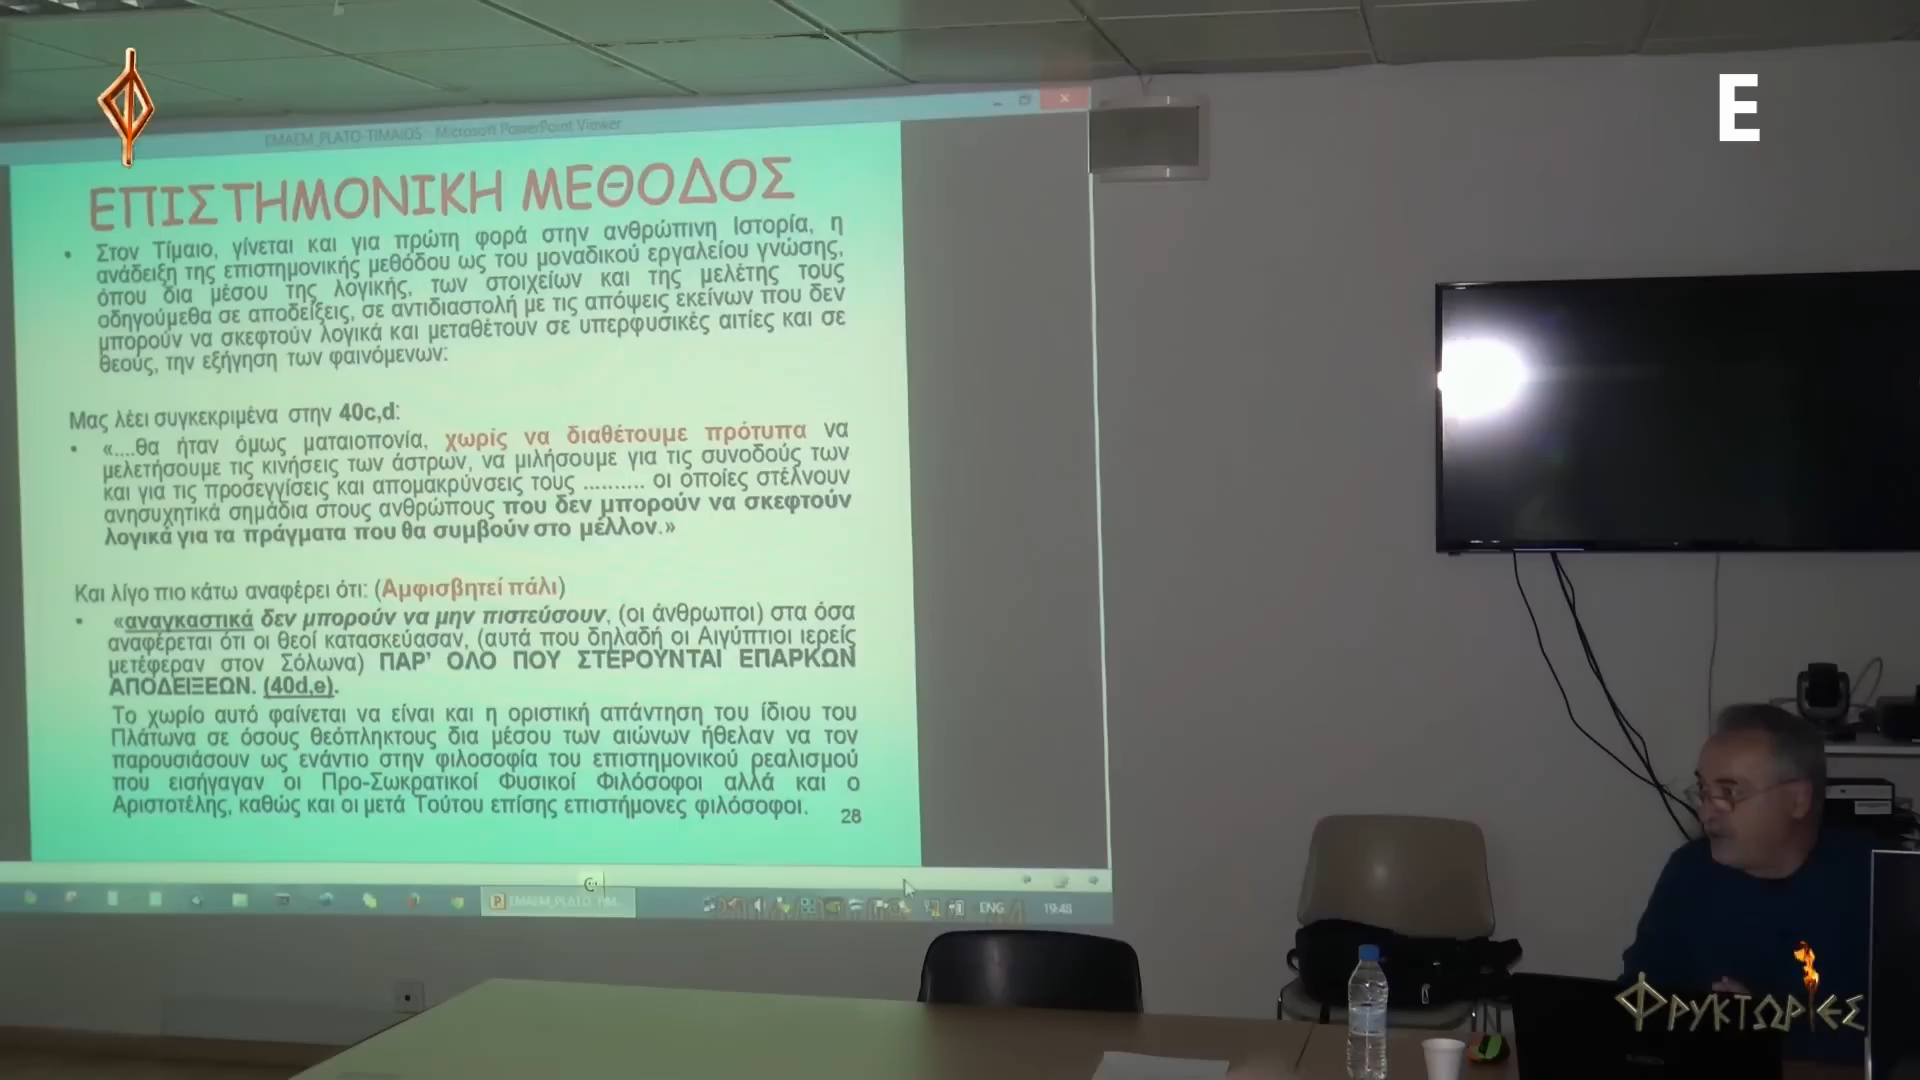 E
EMAEM_PLATO-TIMAIOS - Microsoft PowerPoint Viewer
ΕΠΙΣΤΗΜΟΝΙΚΗ ΜΕΘΟΔΟΣ
• Στον Τίμαιο, γίνεται και για πρώτη φορά στην ανθρώπινη Ιστορία, η
ανάδειξη της επιστημονικής μεθόδου ως του μοναδικού εργαλείου γνώσης,
όπου δια μέσου της λογικής, των στοιχείων και της μελέτης τους
οδηγούμεθα σε αποδείξεις, σε αντιδιαστολή με τις απόψεις εκείνων που δεν
μπορούν να σκεφτούν λογικά και μεταθέτουν σε υπερφυσικές αιτίες και σε
θεούς, την εξήγηση των φαινόμενων:
Μας λέει συγκεκριμένα στην 40c,d:
• «....θα ήταν όμως ματαιοπονία, χωρίς να διαθέτουμε πρότυπα να
μελετήσουμε τις κινήσεις των άστρων, να μιλήσουμε για τις συνοδούς των
και για τις προσεγγίσεις και απομακρύνσεις τους .......... οι οποίες στέλνουν
ανησυχητικά σημάδια στους ανθρώπους που δεν μπορούν να σκεφτούν
λογικά για τα πράγματα που θα συμβούν στο μέλλον.»
Και λίγο πιο κάτω αναφέρει ότι: (Αμφισβητεί πάλι)
• «αναγκαστικά δεν μπορούν να μην πιστεύσουν, (οι άνθρωποι) στα όσα
αναφέρεται ότι οι θεοί κατασκεύασαν, (αυτά που δηλαδή οι Αιγύπτιοι ιερείς
μετέφεραν στον Σόλωνα) ΠΑΡ' ΟΛΟ ΠΟΥ ΣΤΕΡΟΥΝΤΑΙ ΕΠΑΡΚΩΝ
ΑΠΟΔΕΙΞΕΩΝ. (40d,e).
Το χωρίο αυτό φαίνεται να είναι και η οριστική απάντηση του ίδιου του
Πλάτωνα σε όσους θεόπληκτους δια μέσου των αιώνων ήθελαν να τον
παρουσιάσουν ως ενάντιο στην φιλοσοφία του επιστημονικού ρεαλισμού
που εισήγαγαν οι Προ-Σωκρατικοί Φυσικοί Φιλόσοφοι αλλά και ο
Αριστοτέλης, καθώς και οι μετά Τούτου επίσης επιστήμονες φιλόσοφοι.
28
EMAEM_PLATO-TIM...
ENG
19:48
ΦΡΥΚΤΩΡΙΕΣ